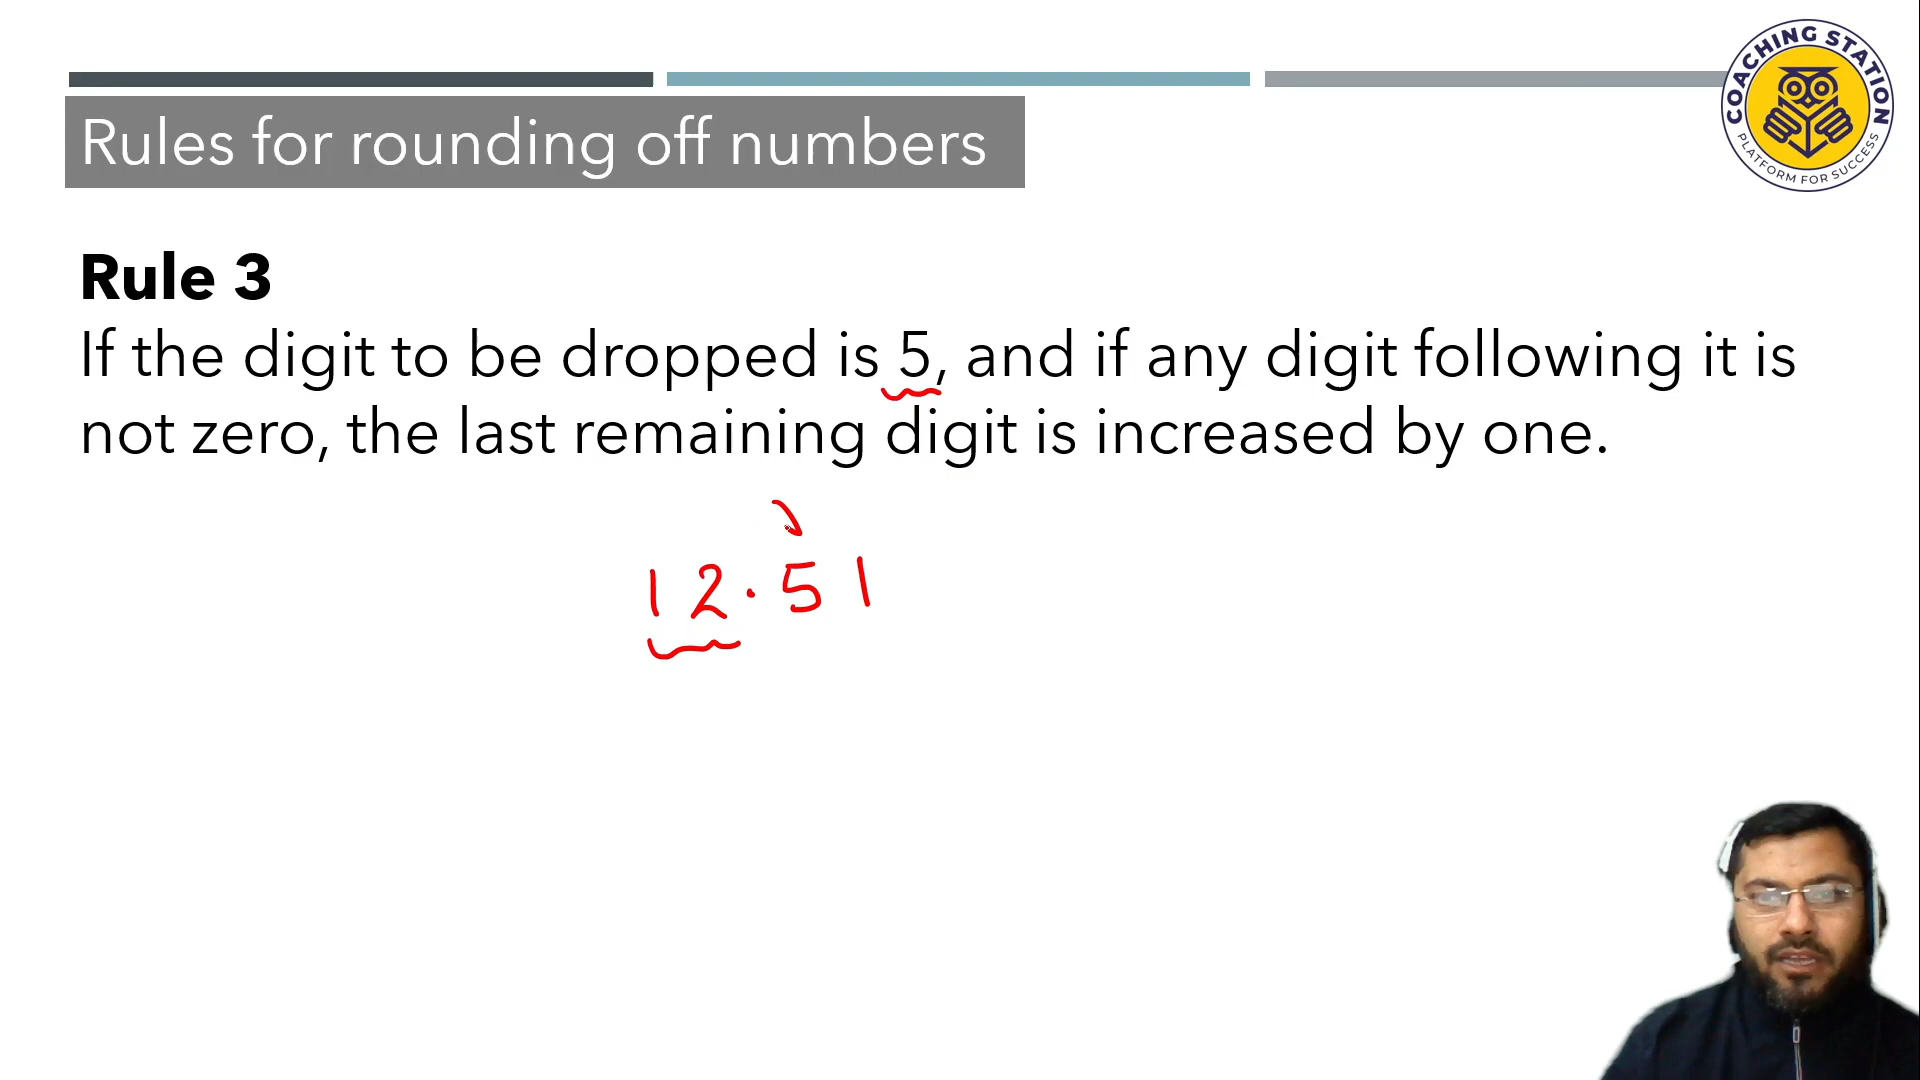 COACHING STATION
PLATFORM FOR SUCCESS
Rules for rounding off numbers
Rule 3
If the digit to be dropped is 5, and if any digit following it is
not zero, the last remaining digit is increased by one.
12.51